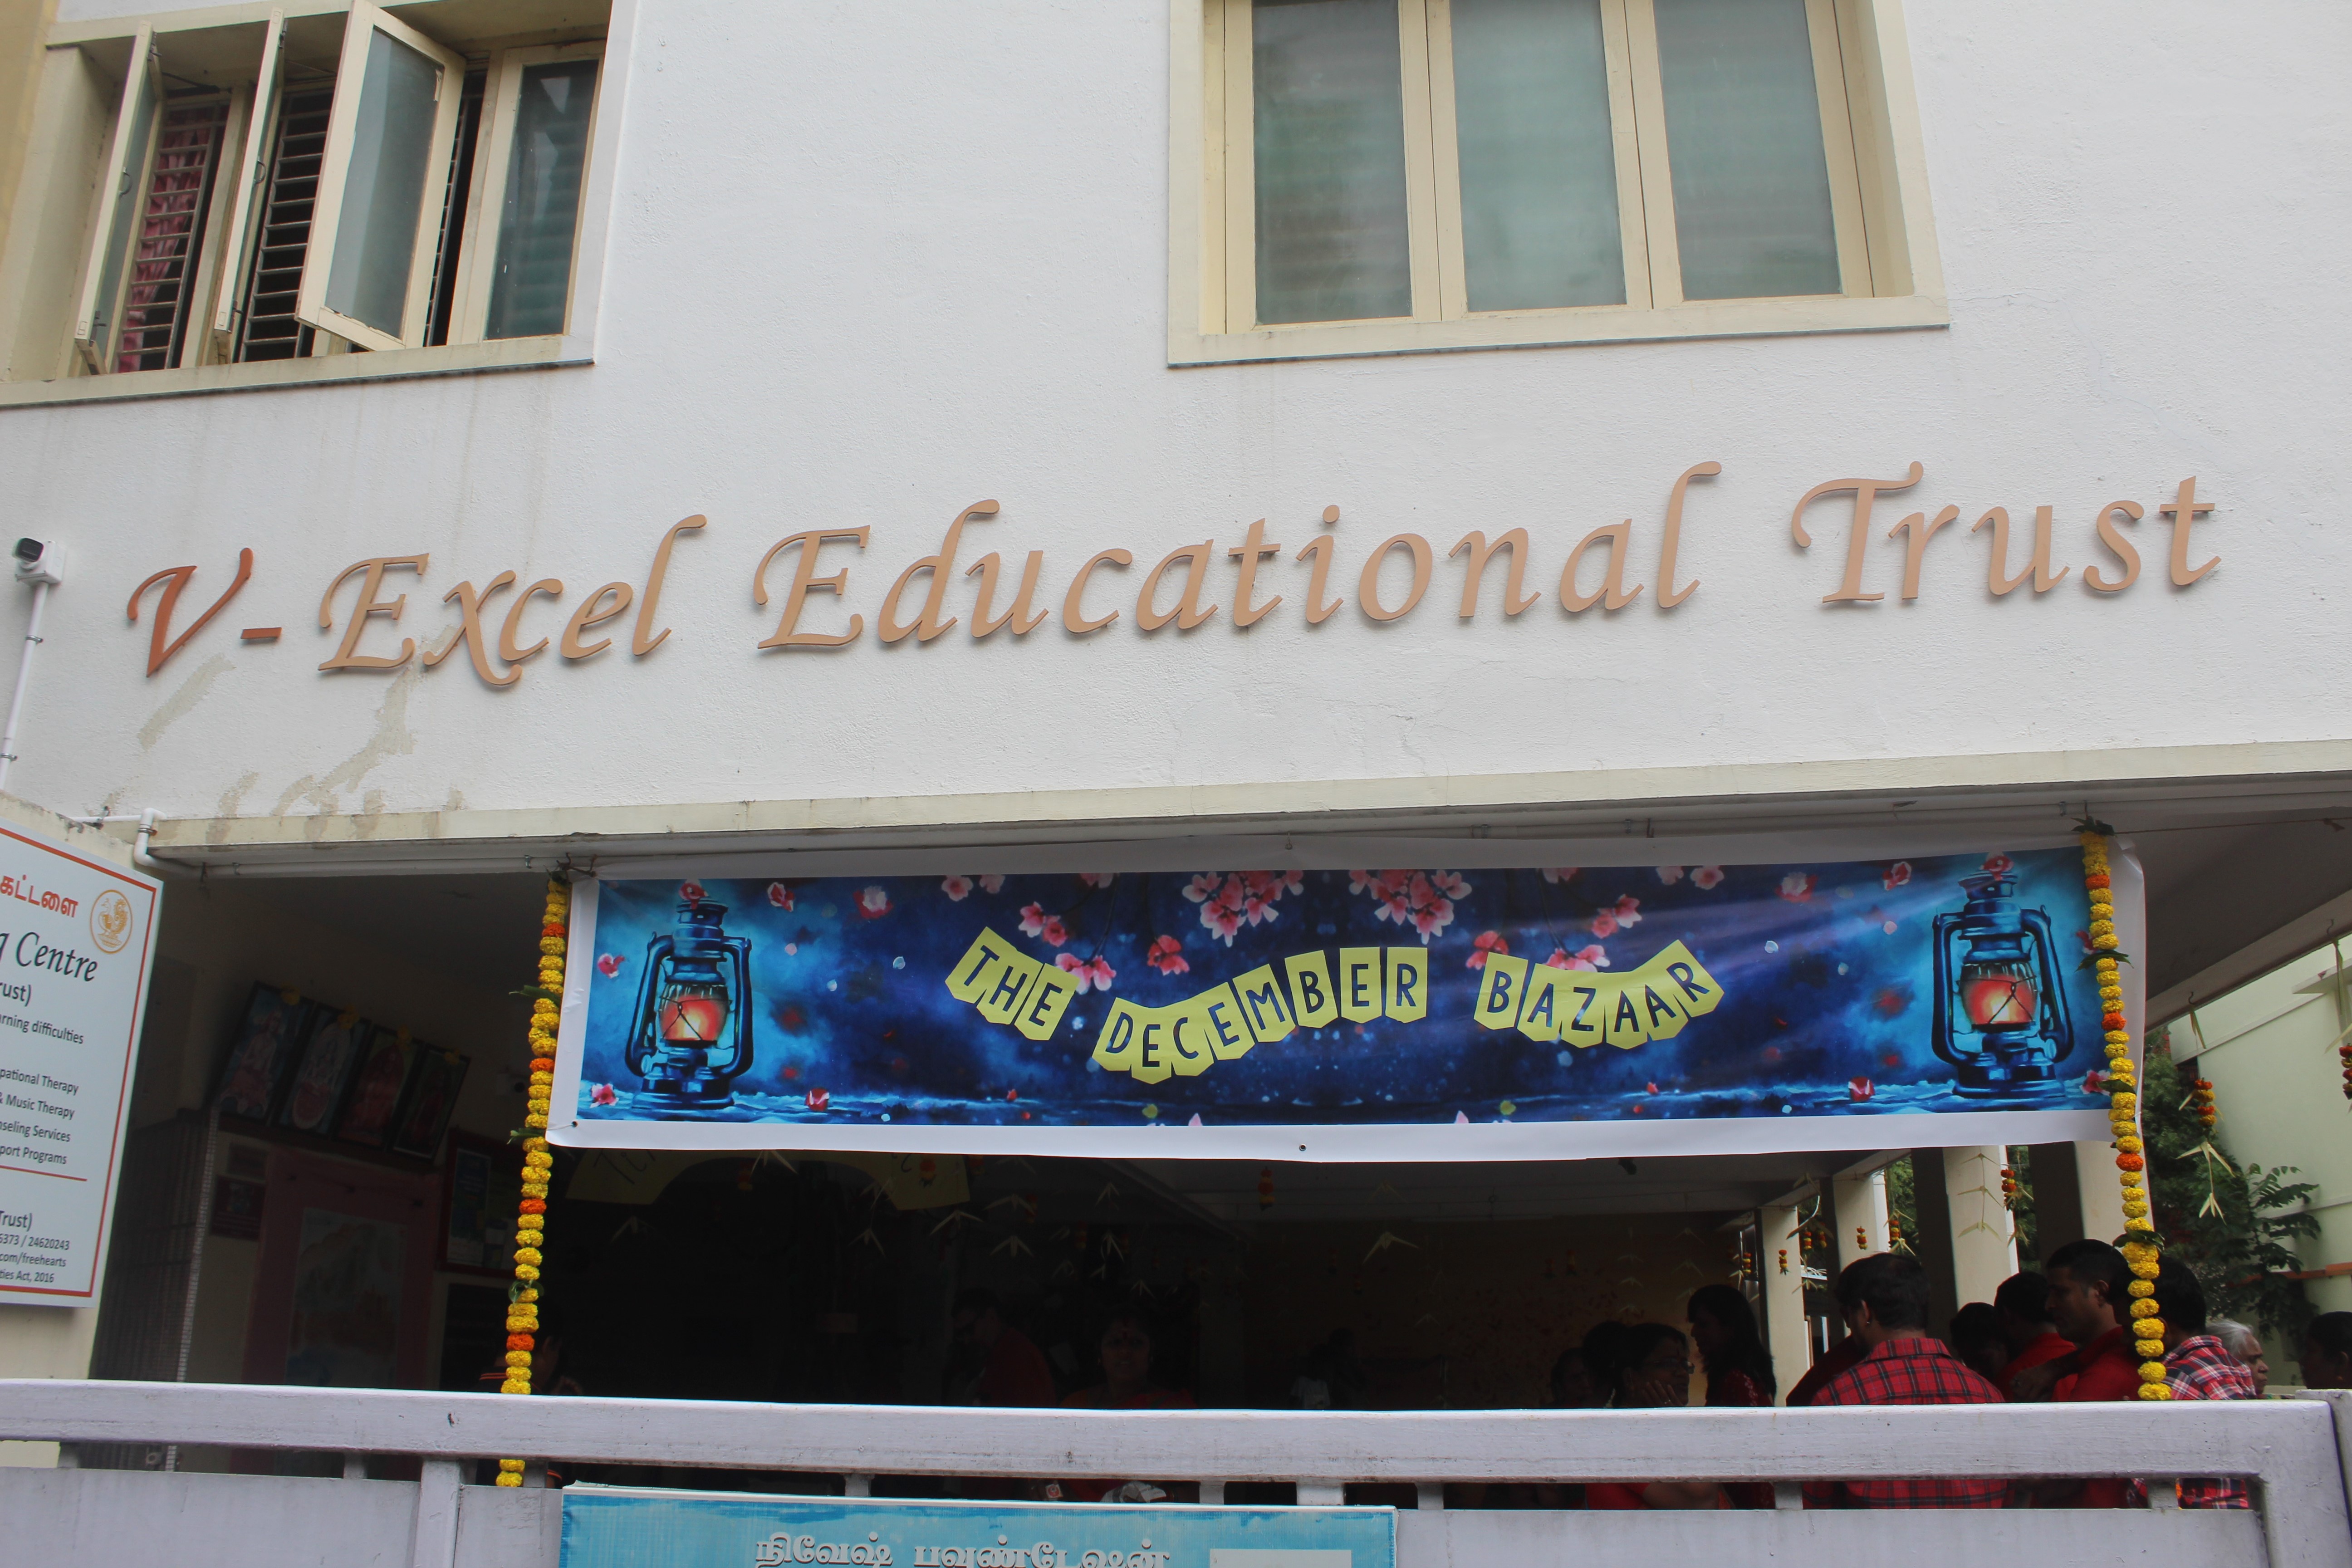 V-Excel Educational Trust
THE DECEMBER BAZAAR
கட்டளை
Centre
rust)
rning difficulties
pational Therapy
& Music Therapy
nseling Services
port Programs
Trust)
6373 / 24620243
com/freehearts
ties Act, 2016
நிவேஷ் பவுண்டேஷன்